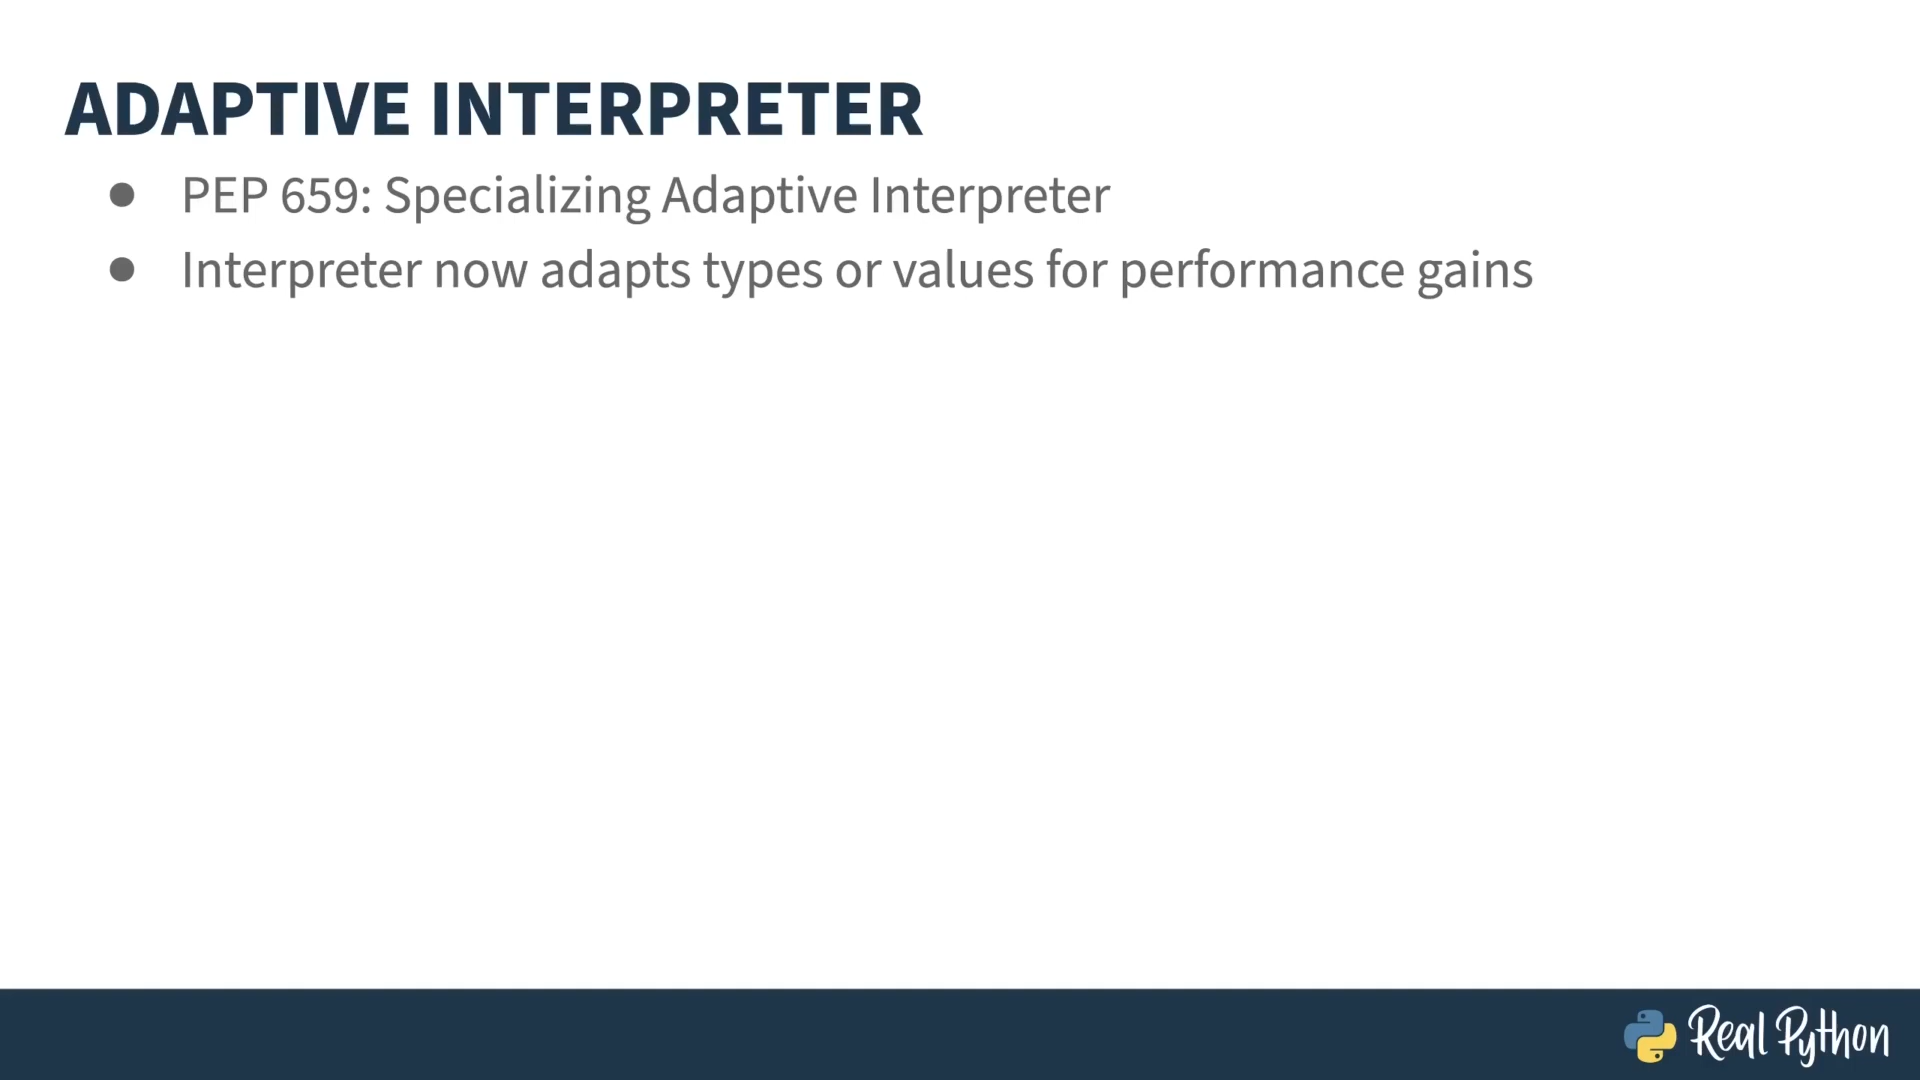 ADAPTIVE INTERPRETER
● PEP 659: Specializing Adaptive Interpreter
● Interpreter now adapts types or values for performance gains
Real Python